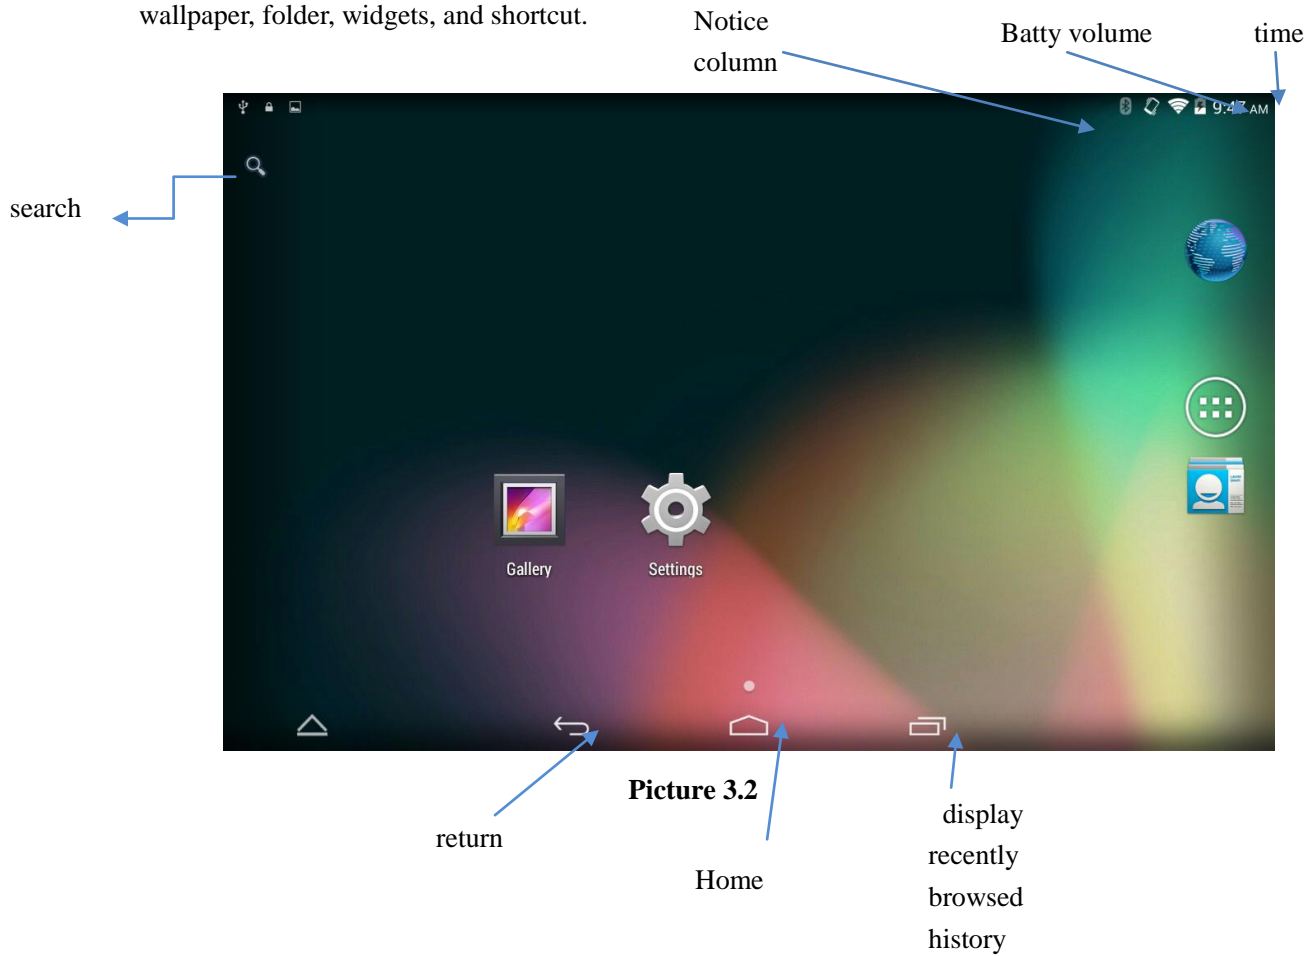 wallpaper, folder, widgets, and shortcut.
Notice
column
Batty volume
time
9:47 AM
search
Gallery
Settings
Picture 3.2
return
Home
display
recently
browsed
history